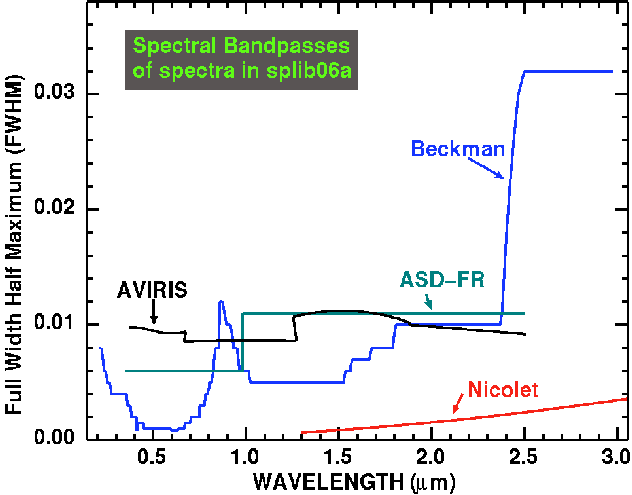 Spectral Bandpasses
of spectra in splib06a
Full Width Half Maximum (FWHM)
0.03
0.02
0.01
0.00
Beckman
ASD–FR
AVIRIS
Nicolet
0.5 1.0 1.5 2.0 2.5 3.0
WAVELENGTH (μm)